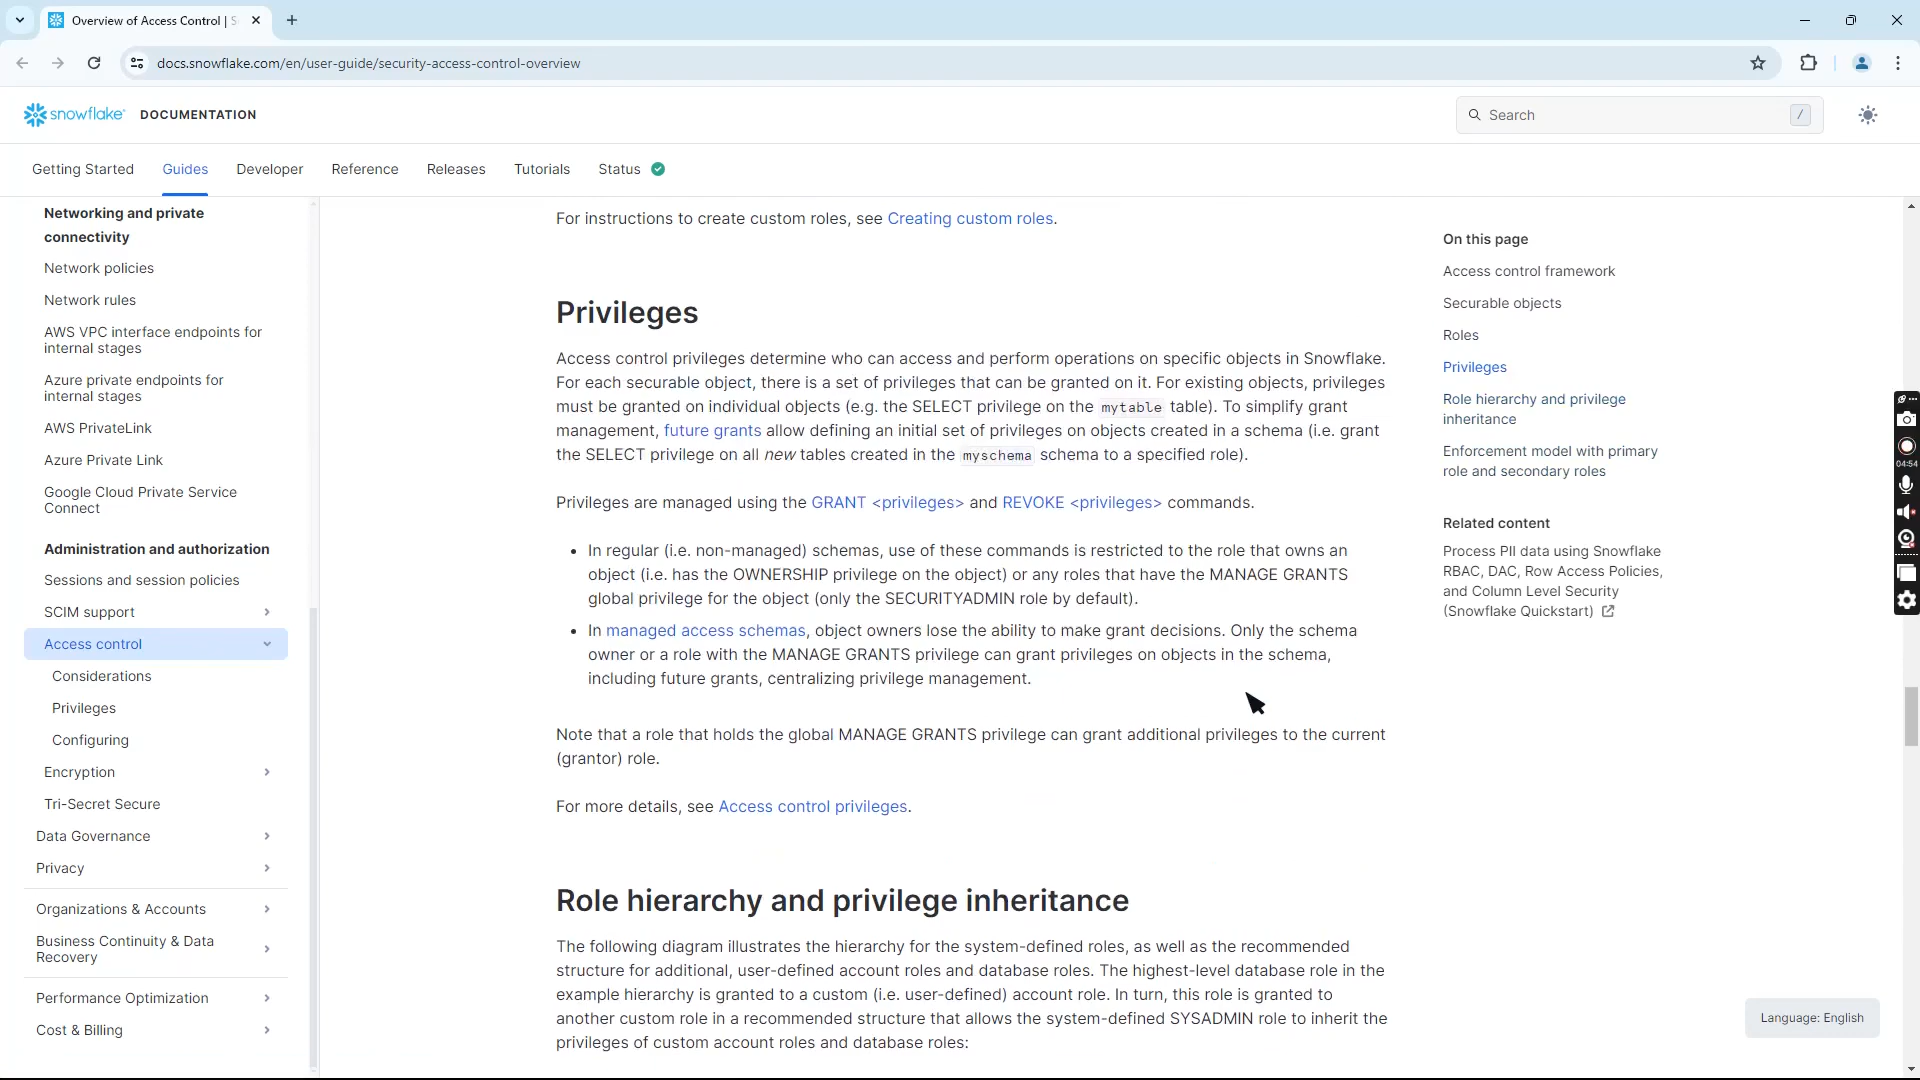 Overview of Access Control | S
docs.snowflake.com/en/user-guide/security-access-control-overview
snowflake DOCUMENTATION
Search /
Getting Started Guides Developer Reference Releases Tutorials Status
Networking and private
connectivity
Network policies
Network rules
AWS VPC interface endpoints for
internal stages
Azure private endpoints for
internal stages
AWS PrivateLink
Azure Private Link
Google Cloud Private Service
Connect
Administration and authorization
Sessions and session policies
SCIM support
Access control
Considerations
Privileges
Configuring
Encryption
Tri-Secret Secure
Data Governance
Privacy
Organizations & Accounts
Business Continuity & Data
Recovery
Performance Optimization
Cost & Billing
For instructions to create custom roles, see Creating custom roles.
Privileges
Access control privileges determine who can access and perform operations on specific objects in Snowflake.
For each securable object, there is a set of privileges that can be granted on it. For existing objects, privileges
must be granted on individual objects (e.g. the SELECT privilege on the mytable table). To simplify grant
management, future grants allow defining an initial set of privileges on objects created in a schema (i.e. grant
the SELECT privilege on all new tables created in the myschema schema to a specified role).
Privileges are managed using the GRANT <privileges> and REVOKE <privileges> commands.
• In regular (i.e. non-managed) schemas, use of these commands is restricted to the role that owns an
object (i.e. has the OWNERSHIP privilege on the object) or any roles that have the MANAGE GRANTS
global privilege for the object (only the SECURITYADMIN role by default).
• In managed access schemas, object owners lose the ability to make grant decisions. Only the schema
owner or a role with the MANAGE GRANTS privilege can grant privileges on objects in the schema,
including future grants, centralizing privilege management.
Note that a role that holds the global MANAGE GRANTS privilege can grant additional privileges to the current
(grantor) role.
For more details, see Access control privileges.
Role hierarchy and privilege inheritance
The following diagram illustrates the hierarchy for the system-defined roles, as well as the recommended
structure for additional, user-defined account roles and database roles. The highest-level database role in the
example hierarchy is granted to a custom (i.e. user-defined) account role. In turn, this role is granted to
another custom role in a recommended structure that allows the system-defined SYSADMIN role to inherit the
privileges of custom account roles and database roles:
On this page
Access control framework
Securable objects
Roles
Privileges
Role hierarchy and privilege
inheritance
Enforcement model with primary
role and secondary roles
Related content
Process PII data using Snowflake
RBAC, DAC, Row Access Policies,
and Column Level Security
(Snowflake Quickstart)
04:54
Language: English